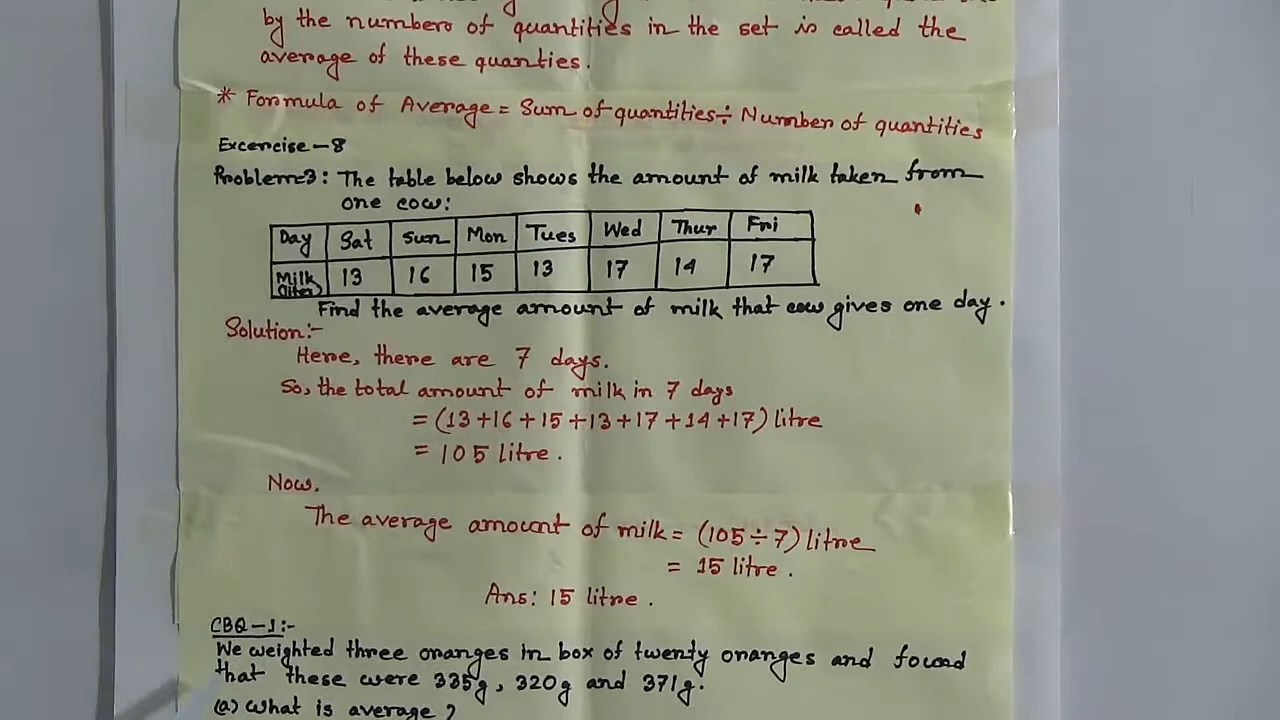 by the numbers of quantities in the set is called the
average of these quanties.
* Formula of Average = Sum of quantities ÷ Number of quantities
Excercise-8
Problem-3: The table below shows the amount of milk taken from
one cow:
Day Sat Sun Mon Tues Wed Thur Fri
Milk (liter) 13 16 15 13 17 14 17
Find the average amount of milk that cow gives one day.
Solution:-
Here, there are 7 days.
So, the total amount of milk in 7 days
= (13+16+15+13+17+14+17) litre
= 105 litre.
Now,
The average amount of milk = (105÷7) litre
= 15 litre.
Ans: 15 litre.
CBQ-1:-
We weighted three oranges in box of twenty oranges and
that these were 335g, 320g and 371g.
(a) What is average?